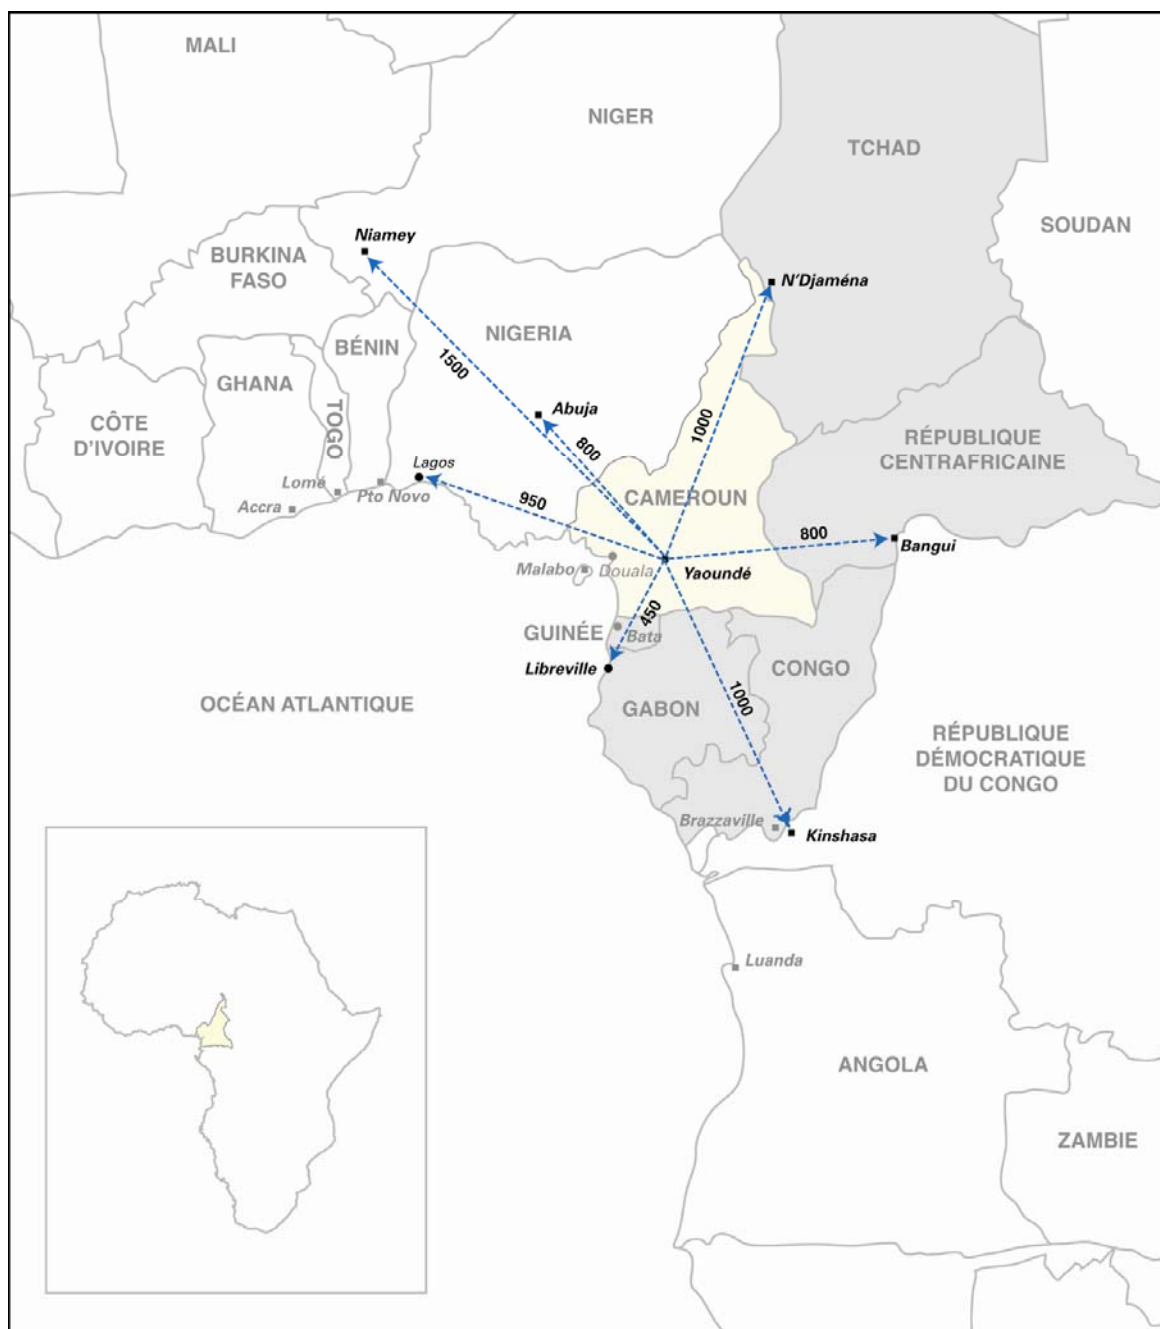 MALI
NIGER
TCHAD
SOUDAN
Niamey
BURKINA
FASO
N'Djaména
NIGERIA
BÉNIN
1500
GHANA
TOGO
CÔTE
D'IVOIRE
Abuja
800
1000
RÉPUBLIQUE
CENTRAFRICAINE
Lagos
Lomé
Pto Novo
Accra
950
CAMEROUN
800
Bangui
Malabo
Douala
Yaoundé
450
GUINÉE
Bata
Libreville
CONGO
1000
OCÉAN ATLANTIQUE
GABON
RÉPUBLIQUE
DÉMOCRATIQUE
DU CONGO
Brazzaville
Kinshasa
Luanda
ANGOLA
ZAMBIE